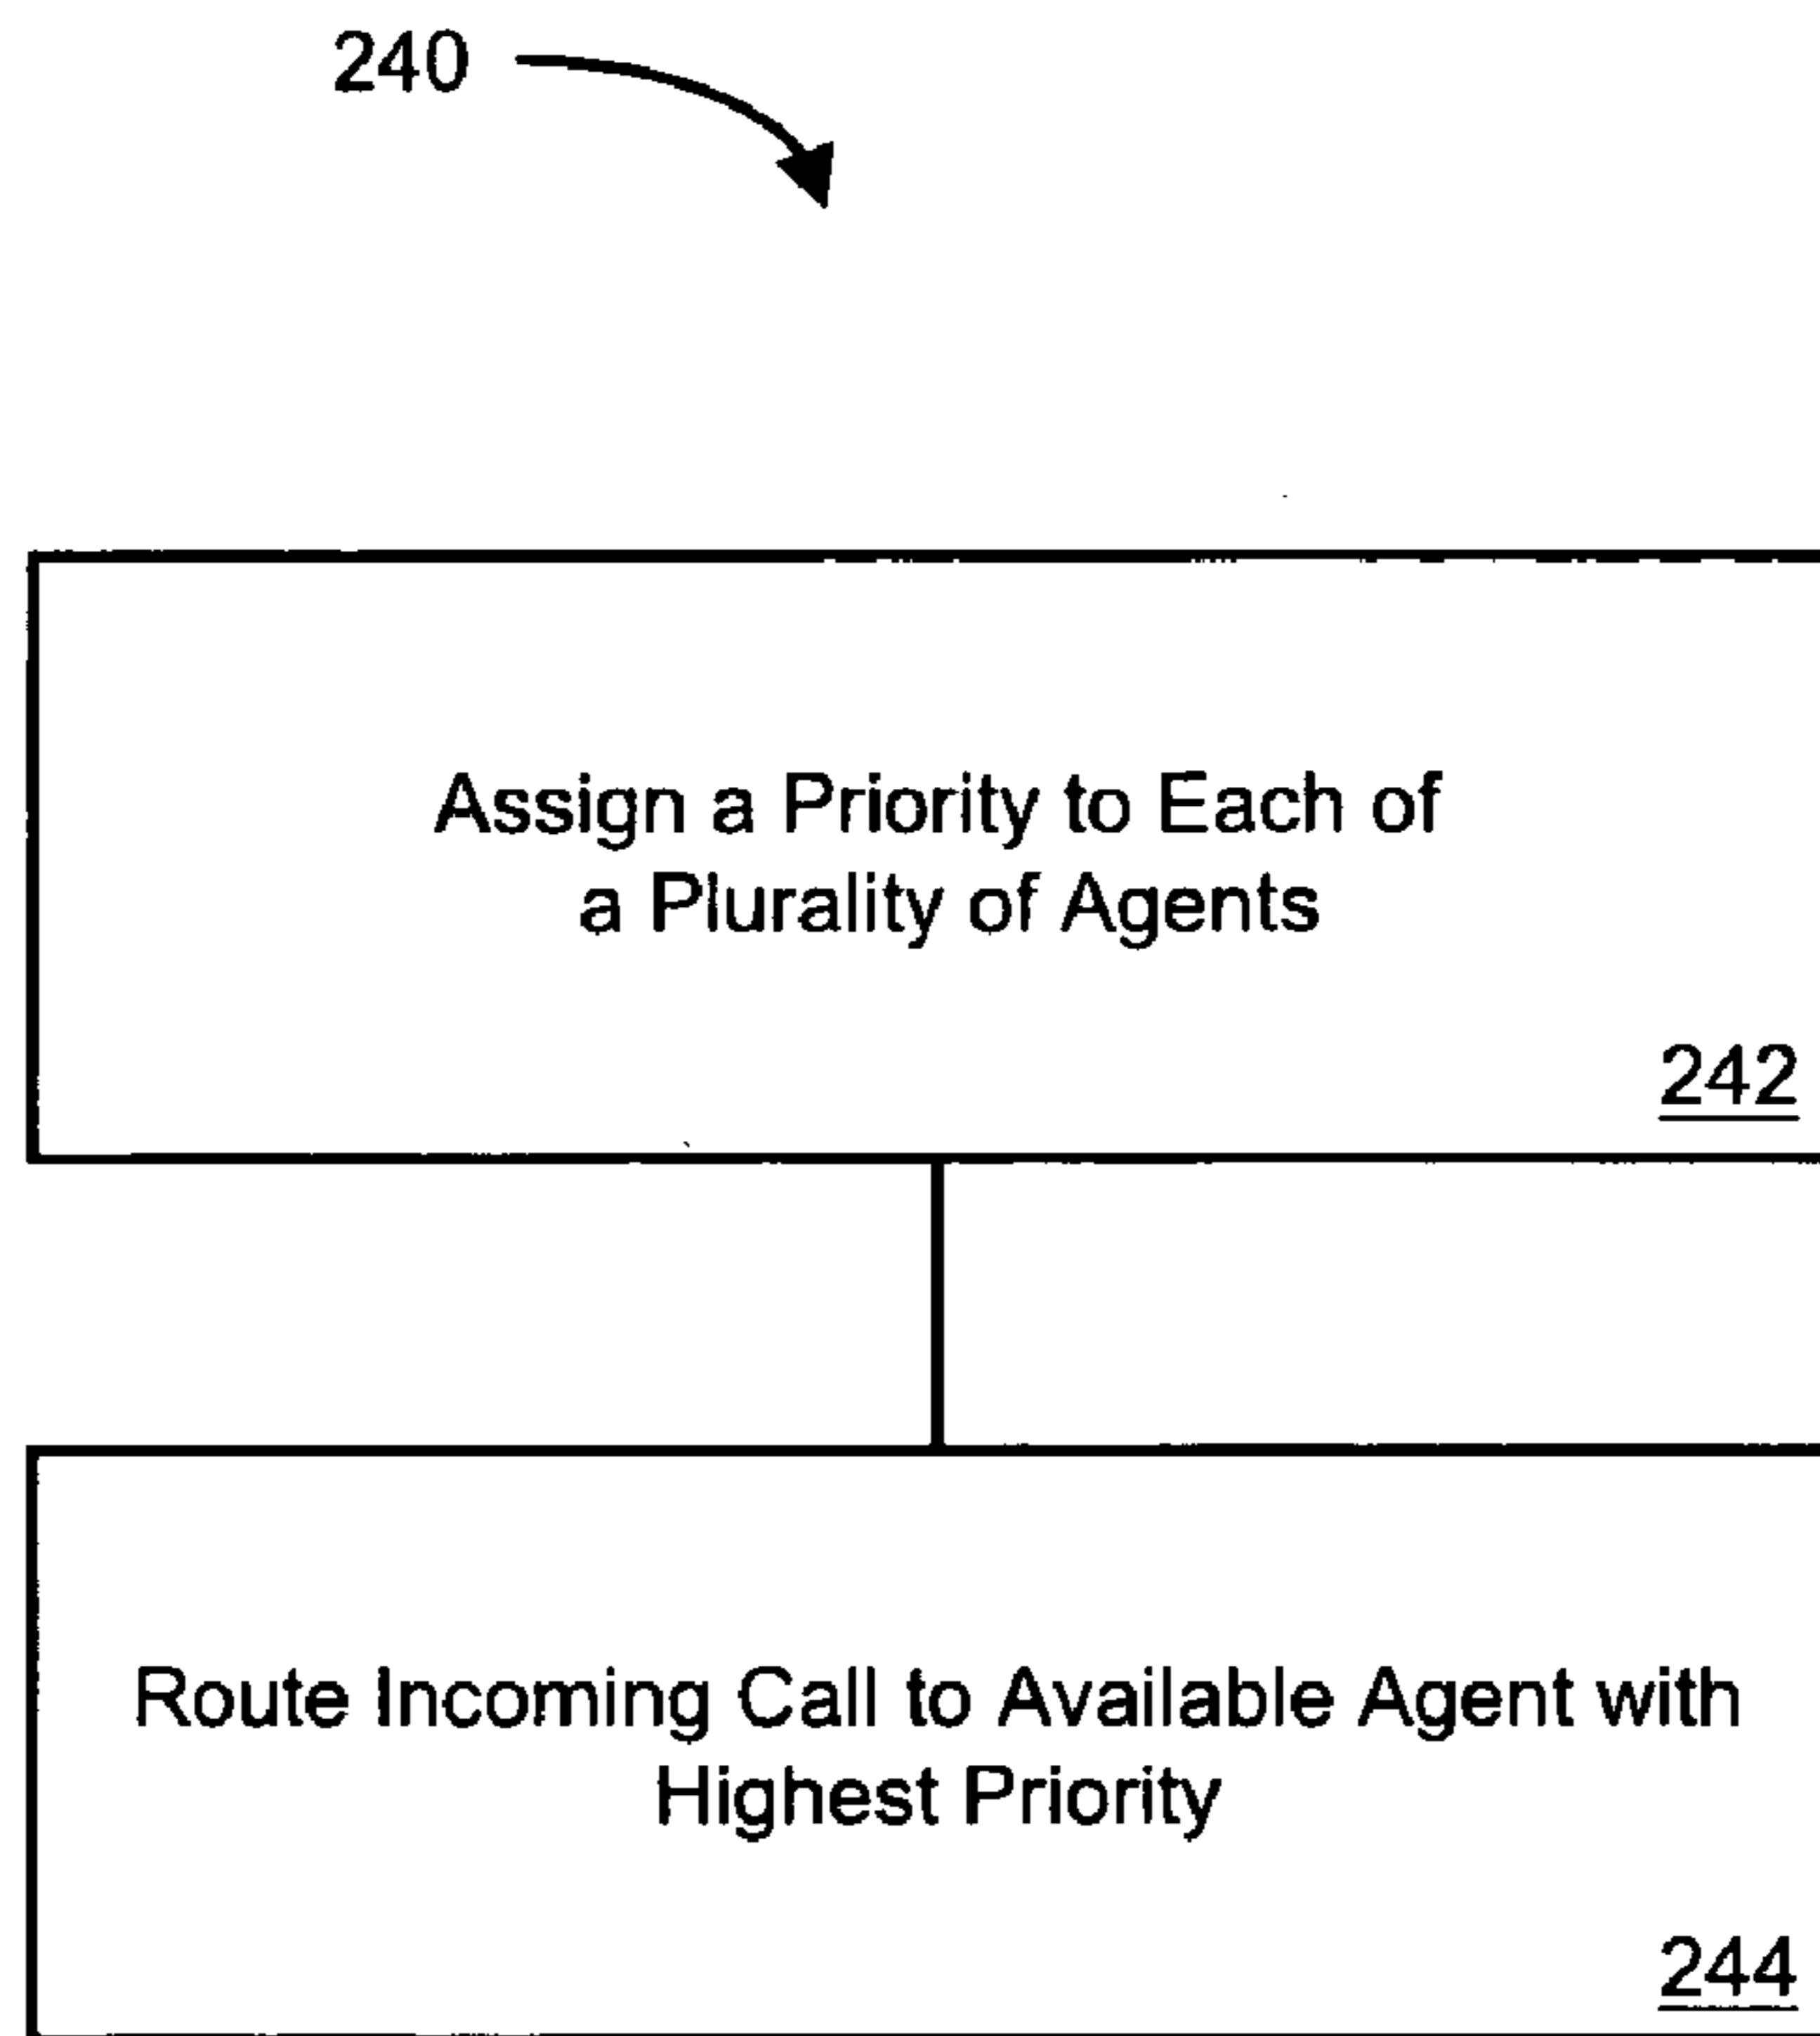 240
Assign a Priority to Each of
a Plurality of Agents
242
Route Incoming Call to Available Agent with
Highest Priority
244